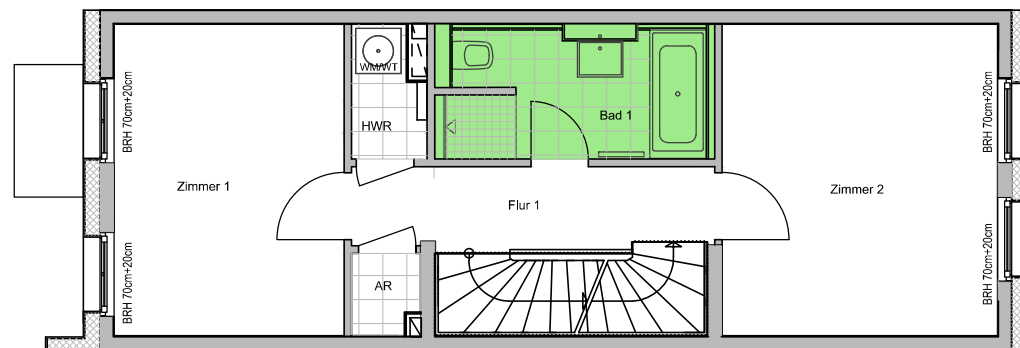 BRH 70cm+20cm
WM/WT
HWR
Bad 1
BRH 70cm+20cm
Zimmer 1
Flur 1
Zimmer 2
BRH 70cm+20cm
AR
BRH 70cm+20cm